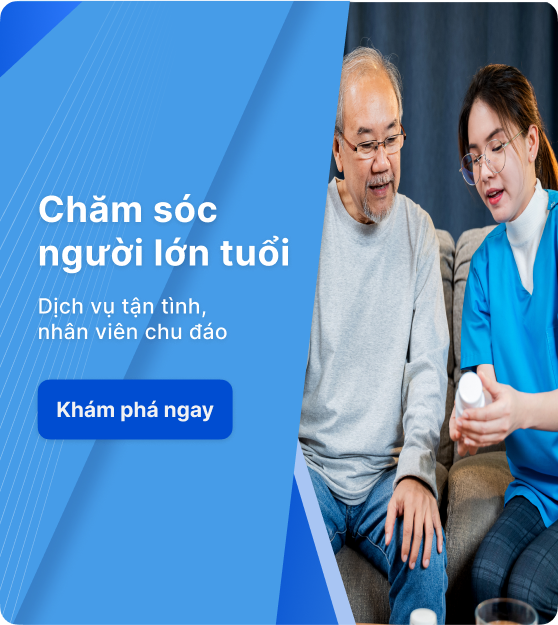 Chăm sóc
người lớn tuổi
Dịch vụ tận tình,
nhân viên chu đáo
Khám phá ngay